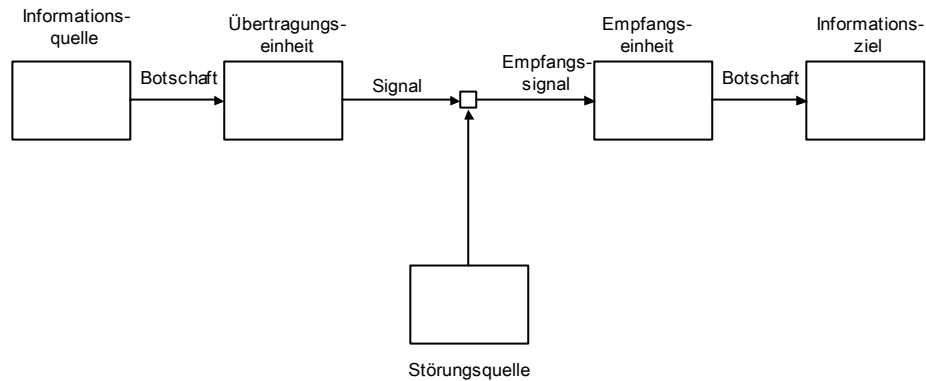 Informations-
quelle
Übertragungs-
einheit
Empfangs-
einheit
Informations-
ziel
Botschaft
Signal
Empfangs-
signal
Botschaft
Störungsquelle